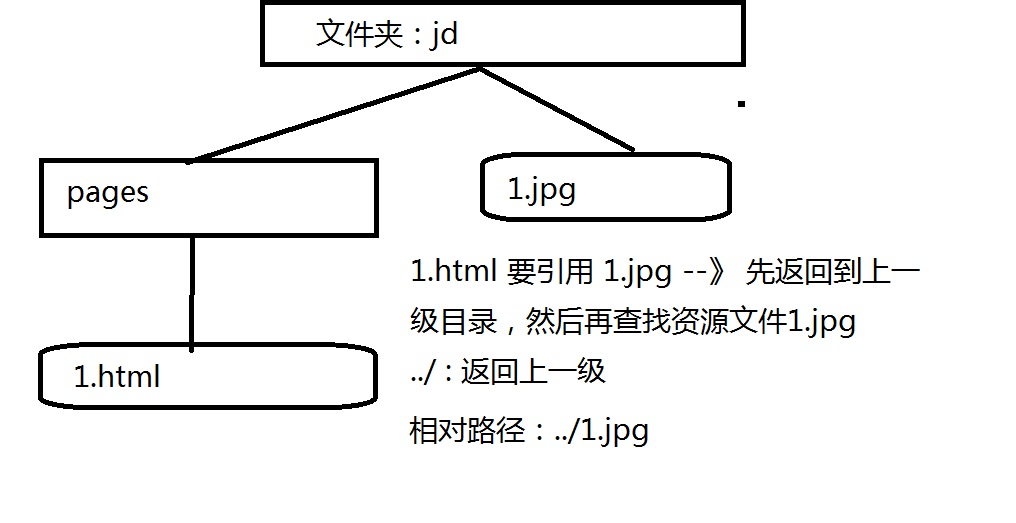 文件夹：jd
pages
1.jpg
1.html 要引用 1.jpg --》 先返回到上一
级目录，然后再查找资源文件1.jpg
../：返回上一级
1.html
相对路径：../1.jpg